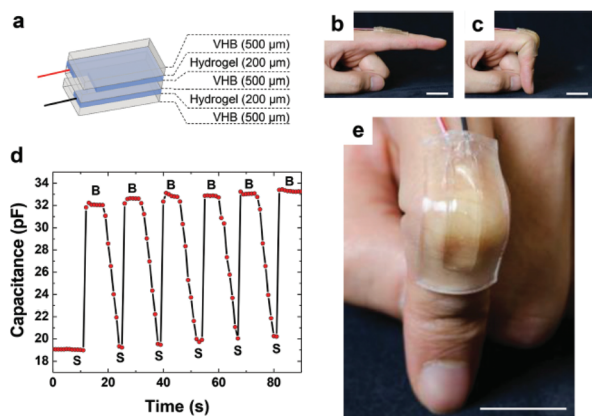 a
VHB (500 μm)
Hydrogel (200 μm)
VHB (500 μm)
Hydrogel (200 μm)
VHB (500 μm)
b
c
d
Capacitance (pF)
34
32
30
28
26
24
22
20
18
B B B B B B
S S S S S S
0 20 40 60 80
Time (s)
e